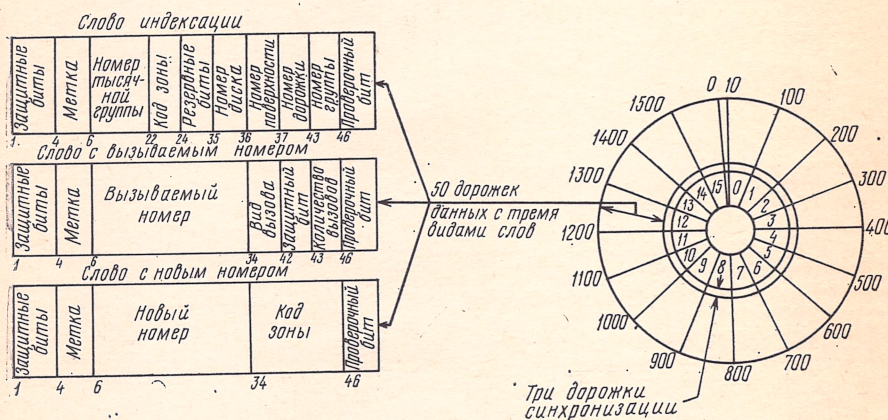 Слово индексации
Защитные биты
Метка
Номер тысяч-
ной
группы
Код зоны
Резервные биты
Номер диска
Номер поверхности
Номер дорожки
Номер группы
Проверочный бит
1 4 6 22 24 35 36 37 43 46
Слово с вызываемым номером
Защитные биты
Метка
Вызываемый
номер
Вид вызова
Защитный бит
Количество вызовов
Проверочный бит
1 4 6 34 42 43 46
Слово с новым номером
Защитные биты
Метка
Новый
номер
Код
зоны
Проверочный бит
1 4 6 34 46
50 дорожек
данных с тремя
видами слов
0 10
100
200
300
400
500
600
700
800
900
1000
1100
1200
1300
1400
1500
0 1 2 3 4 5 6 7 8 9 10 11 12 13 14 15
Три дорожки
синхронизации